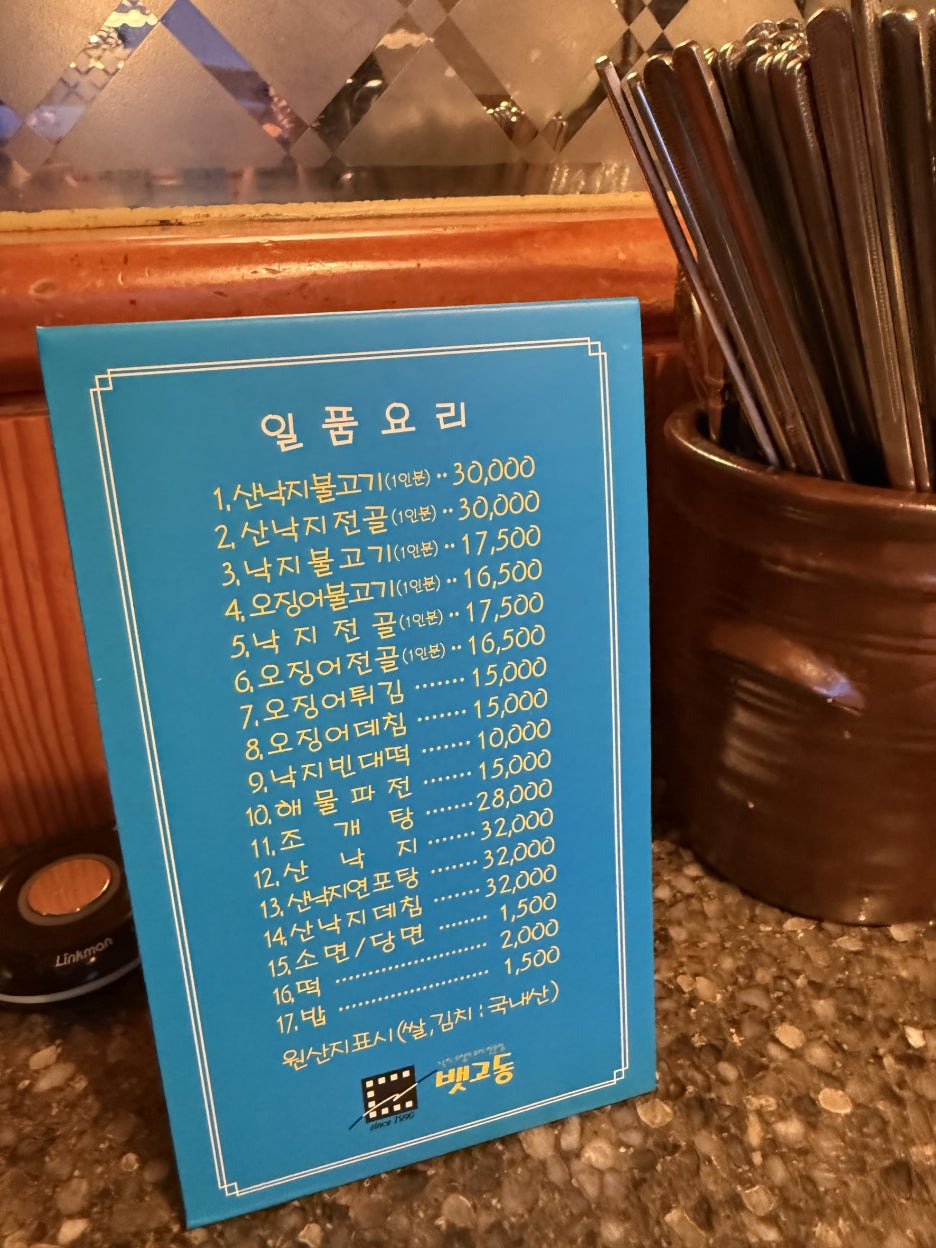 일품요리
1. 산낙지불고기(1인분) ·· 30,000
2. 산낙지전골(1인분) ·· 30,000
3. 낙지불고기(1인분) ·· 17,500
4. 오징어불고기(1인분) ·· 16,500
5. 낙지전골(1인분) ·· 17,500
6. 오징어전골(1인분) ·· 16,500
7. 오징어튀김 ······· 15,000
8. 오징어데침 ······· 15,000
9. 낙지빈대떡 ······· 10,000
10. 해물파전 ······· 15,000
11. 조개탕 ······· 28,000
12. 산낙지 ······· 32,000
13. 산낙지연포탕 ······· 32,000
14. 산낙지데침 ······· 32,000
15. 소면/당면 ······· 1,500
16. 떡 ······················ 2,000
17. 밥 ······················ 1,500
원산지표시(쌀,김치:국내산)
뱃고동
since 1990
Linkman